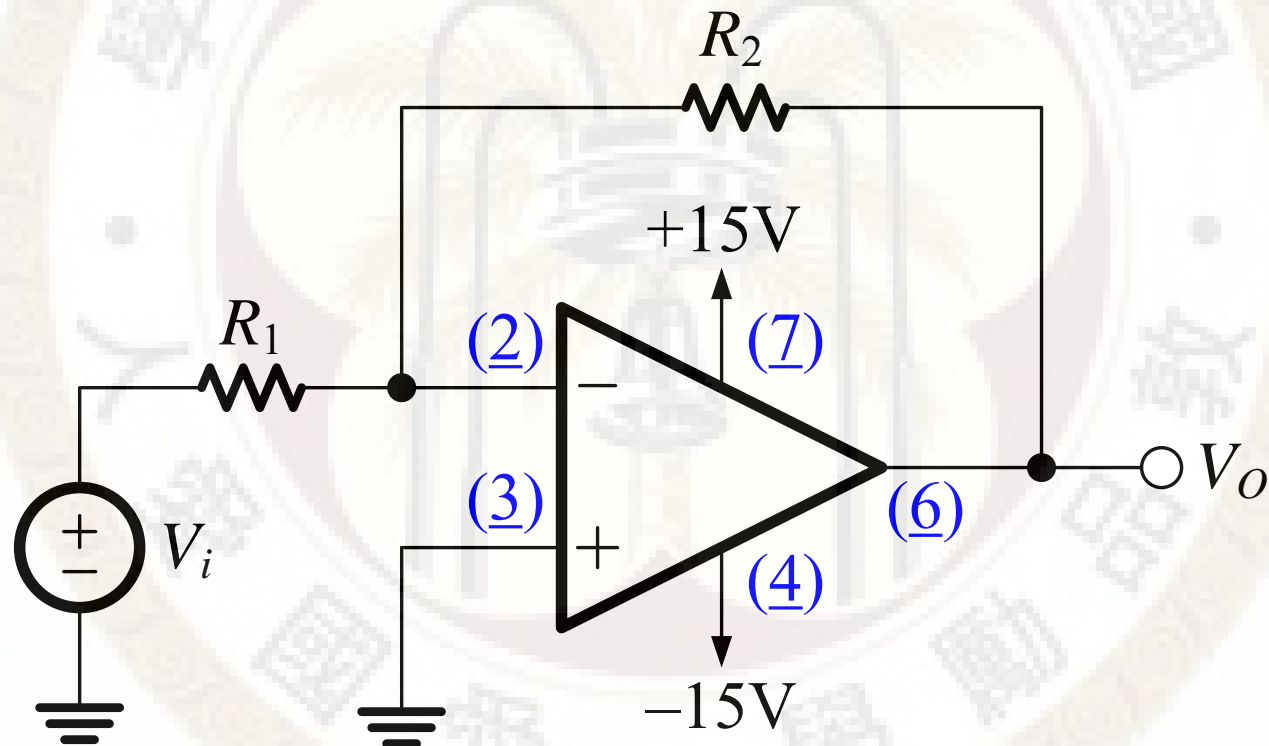 R2
+15V
R1
(2)
(7)
−
Vi
+
−
(3)
+
(6)
VO
(4)
−15V